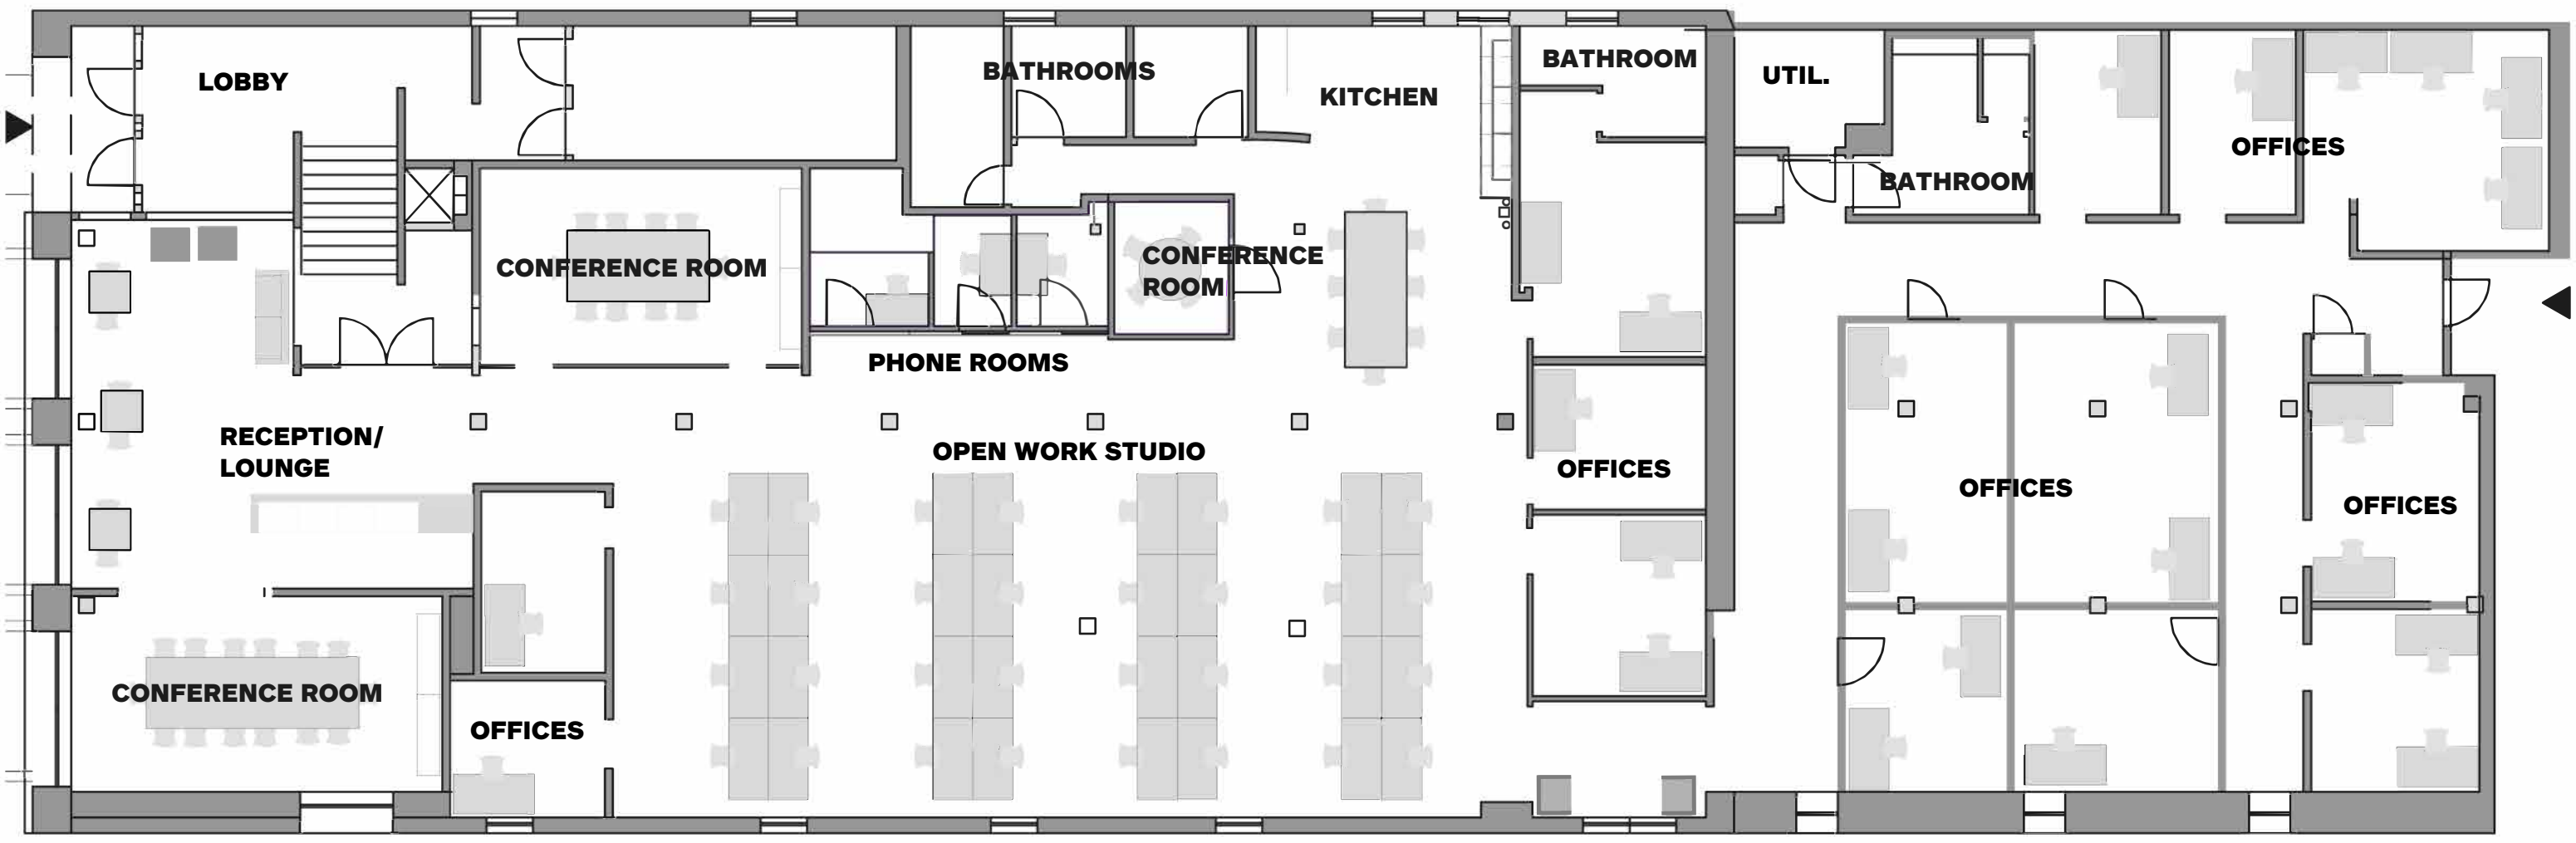 LOBBY
BATHROOMS
KITCHEN
BATHROOM
UTIL.
BATHROOM
OFFICES
CONFERENCE ROOM
CONFERENCE
ROOM
PHONE ROOMS
RECEPTION/
LOUNGE
OPEN WORK STUDIO
OFFICES
OFFICES
OFFICES
CONFERENCE ROOM
OFFICES